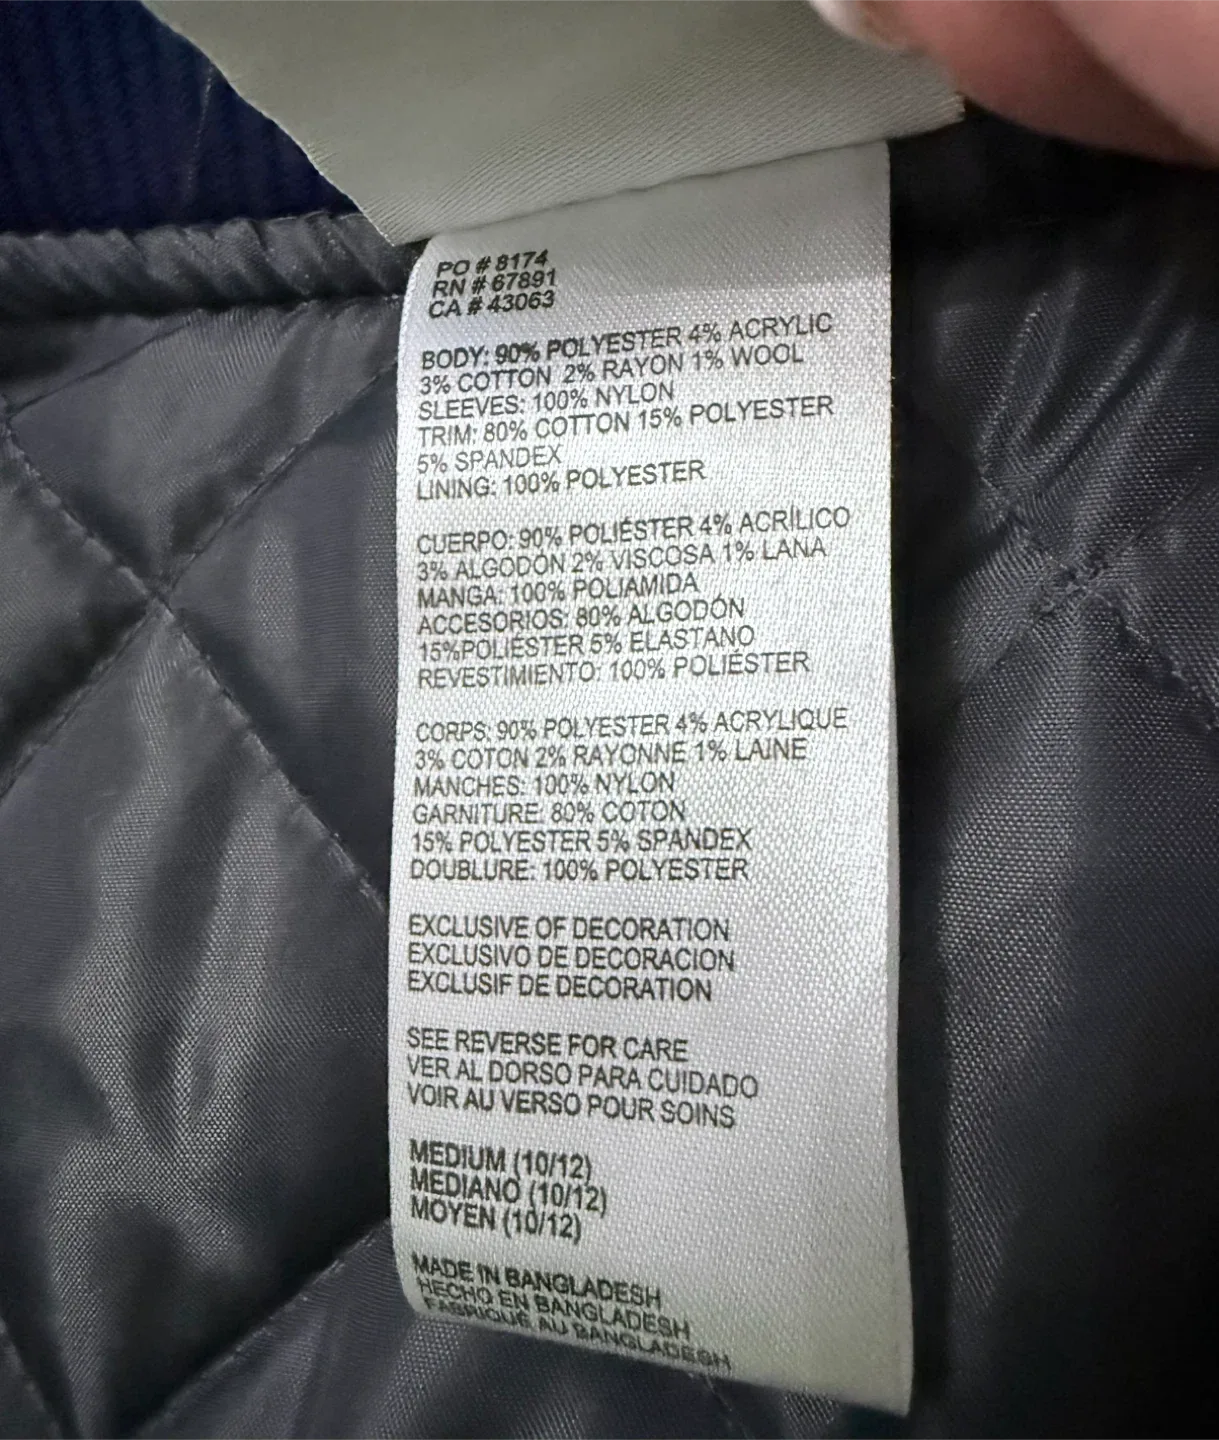 PO # 8174
RN # 67891
CA # 43063
BODY: 90% POLYESTER 4% ACRYLIC
3% COTTON 2% RAYON 1% WOOL
SLEEVES: 100% NYLON
TRIM: 80% COTTON 15% POLYESTER
5% SPANDEX
LINING: 100% POLYESTER
CUERPO: 90% POLIÉSTER 4% ACRÍLICO
3% ALGODÓN 2% VISCOSA 1% LANA
MANGA: 100% POLIAMIDA
ACCESORIOS: 80% ALGODÓN
15%POLIÉSTER 5% ELASTANO
REVESTIMIENTO: 100% POLIÉSTER
CORPS: 90% POLYESTER 4% ACRYLIQUE
3% COTON 2% RAYONNE 1% LAINE
MANCHES: 100% NYLON
GARNITURE: 80% COTON
15% POLYESTER 5% SPANDEX
DOUBLURE: 100% POLYESTER
EXCLUSIVE OF DECORATION
EXCLUSIVO DE DECORACION
EXCLUSIF DE DECORATION
SEE REVERSE FOR CARE
VER AL DORSO PARA CUIDADO
VOIR AU VERSO POUR SOINS
MEDIUM (10/12)
MEDIANO (10/12)
MOYEN (10/12)
MADE IN BANGLADESH
HECHO EN BANGLADESH
FABRIQUE AU BANGLADESH